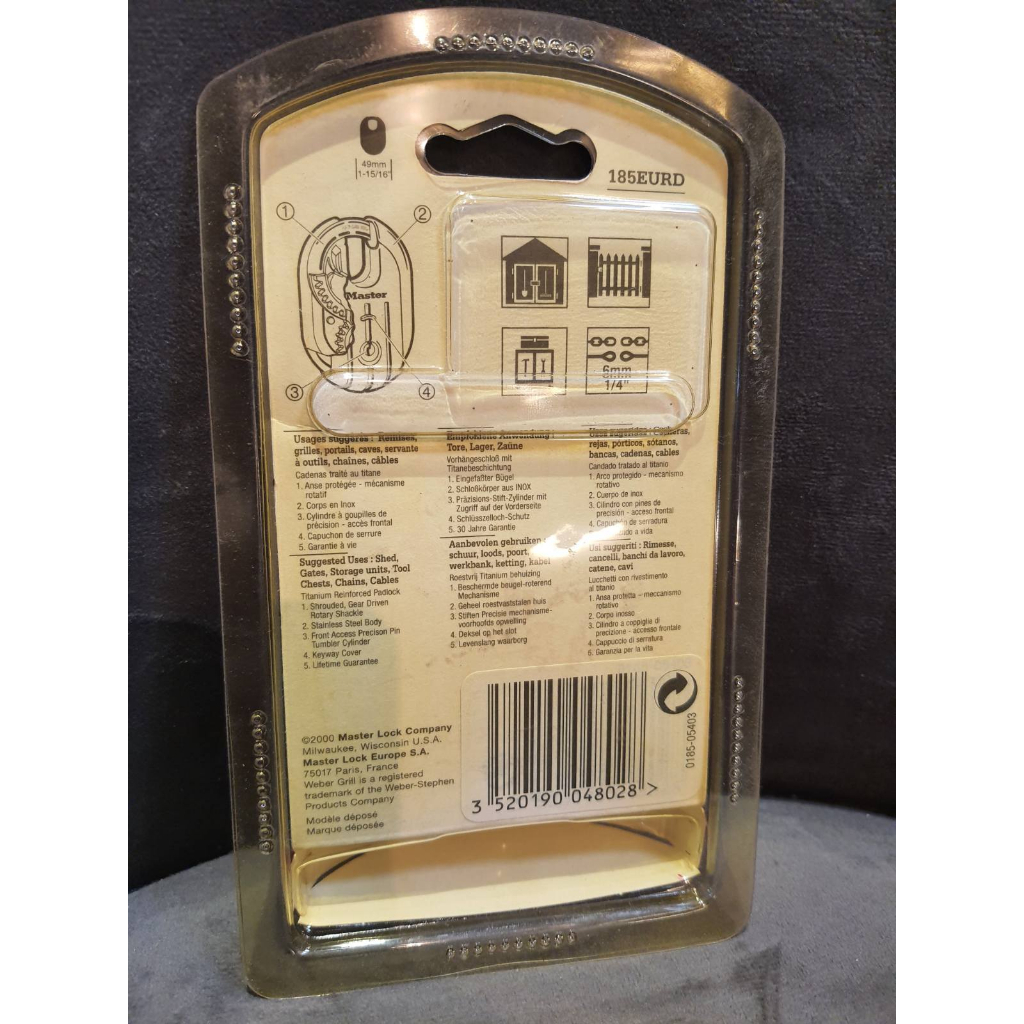 49mm
1-15/16"
185EURD
1
2
Master
3
4
6mm
1/4"
Usages suggérés : Remises,
grilles, portails, caves, servante
à outils, chaînes, câbles
Cadenas traité au titane
1. Anse protégée - mécanisme
rotatif
2. Corps en Inox
3. Cylindre à goupilles de
précision - accès frontal
4. Capuchon de serrure
5. Garantie à vie
Suggested Uses : Shed,
Gates, Storage units, Tool
Chests, Chains, Cables
Titanium Reinforced Padlock
1. Shrouded, Gear Driven
Rotary Shackle
2. Stainless Steel Body
3. Front Access Precison Pin
Tumbler Cylinder
4. Keyway Cover
5. Lifetime Guarantee
Empfohlene Anwendung :
Tore, Lager, Zaüne
Vorhängeschloß mit
Titanebeschichtung
1. Eingefaßter Bügel
2. Schloßkörper aus INOX
3. Präzisions-Stift-Zylinder mit
Zugriff auf der Vorderseite
4. Schlüsszelloch-Schutz
5. 30 Jahre Garantie
Aanbevolen gebruiken
schuur, loods, poort,
werkbank, ketting, kabel
Roestvrij Titanium behuizing
1. Beschermde beugel-roterend
Mechanisme
2. Geheel roestvaststalen huis
3. Stiften Precisie mechanisme-
voorhoofds opwelling
4. Deksel op het slot
5. Levenslang waarborg
Usos sugeridos :
rejas, pórticos, sótanos,
bancas, cadenas, cables
Candado tratado al titanio
1. Arco protegido - mecanismo
rotativo
2. Cuerpo de inox
3. Cilindro con pines de
precisión - acceso frontal
4. Capuchón de serradura
a vida
Usi suggeriti : Rimesse,
cancelli, banchi da lavoro,
catene, cavi
Lucchetti con rivestimento
al titanio
1. Ansa protetta - meccanismo
rotativo
2. Corpo inosso
3. Cilindro a coppiglia di
precizione - accesso frontale
4. Cappuccio di serratura
6. Garanzia per la vita
©2000 Master Lock Company
Milwaukee, Wisconsin U.S.A.
Master Lock Europe S.A.
75017 Paris, France
Weber Grill is a registered
trademark of the Weber-Stephen
Products Company
Modèle déposé
Marque déposée
3 520190 048028 >
0185-05403